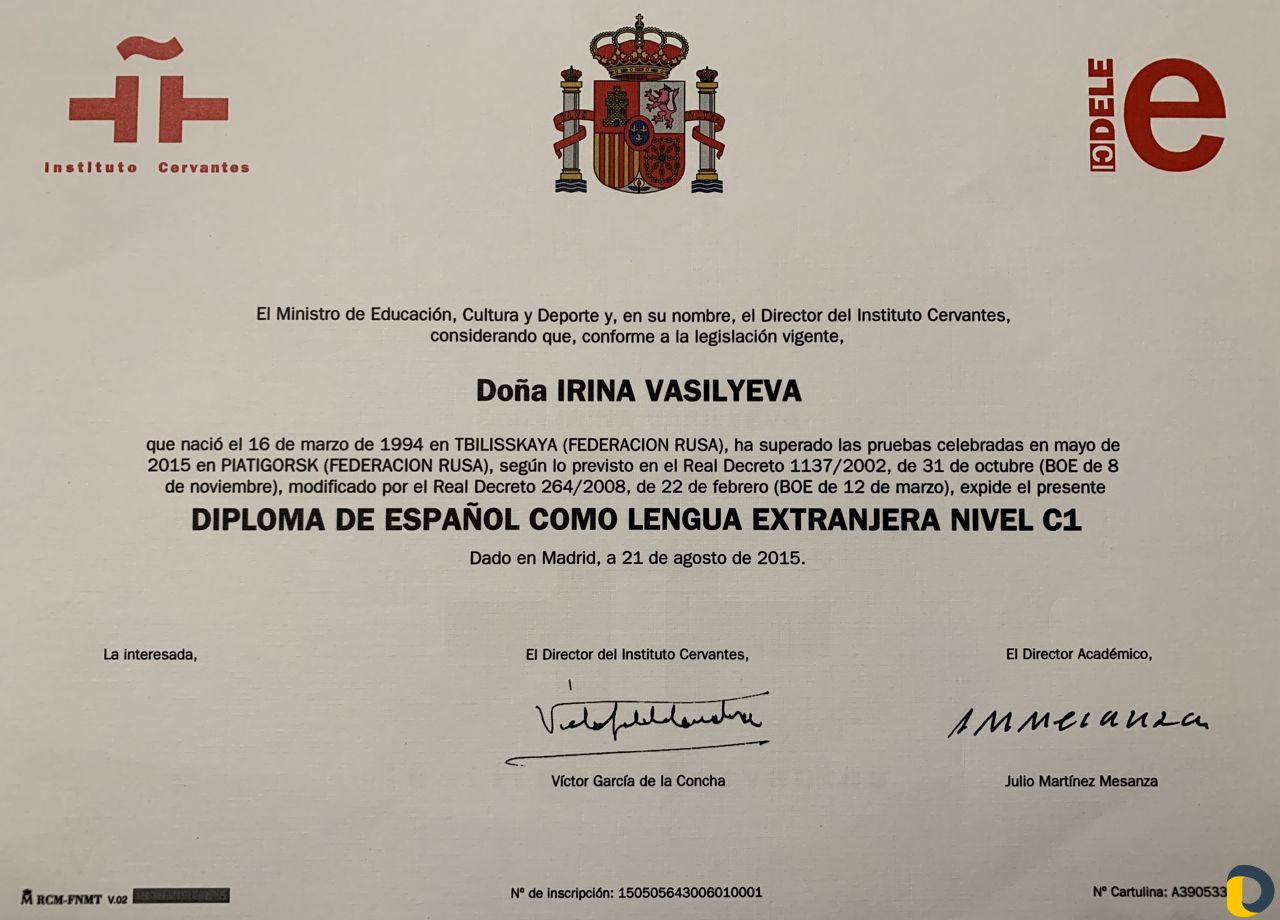 Instituto Cervantes
DELE
e
El Ministro de Educación, Cultura y Deporte y, en su nombre, el Director del Instituto Cervantes,
considerando que, conforme a la legislación vigente,
Doña IRINA VASILYEVA
que nació el 16 de marzo de 1994 en TBILISSKAYA (FEDERACION RUSA), ha superado las pruebas celebradas en mayo de
2015 en PIATIGORSK (FEDERACION RUSA), según lo previsto en el Real Decreto 1137/2002, de 31 de octubre (BOE de 8
de noviembre), modificado por el Real Decreto 264/2008, de 22 de febrero (BOE de 12 de marzo), expide el presente
DIPLOMA DE ESPAÑOL COMO LENGUA EXTRANJERA NIVEL C1
Dado en Madrid, a 21 de agosto de 2015.
La interesada,
El Director del Instituto Cervantes,
El Director Académico,
Víctor García de la Concha
Julio Martínez Mesanza
RCM-FNMT V.02
Nº de inscripción: 150505643006010001
Nº Cartulina: A390533